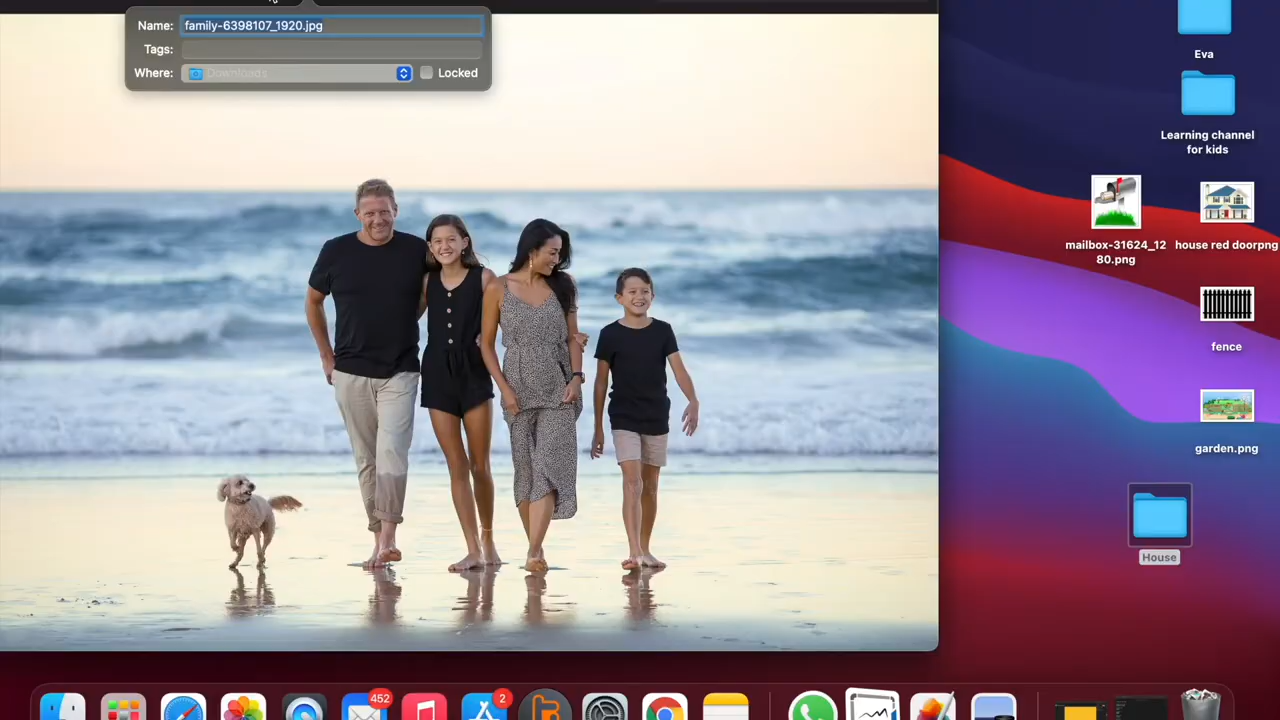 Name: family-6398107_1920.jpg
Tags:
Where: Downloads
Locked
Eva
Learning channel
for kids
mailbox-31624_12
80.png
house red doorpng
fence
garden.png
House
452
2